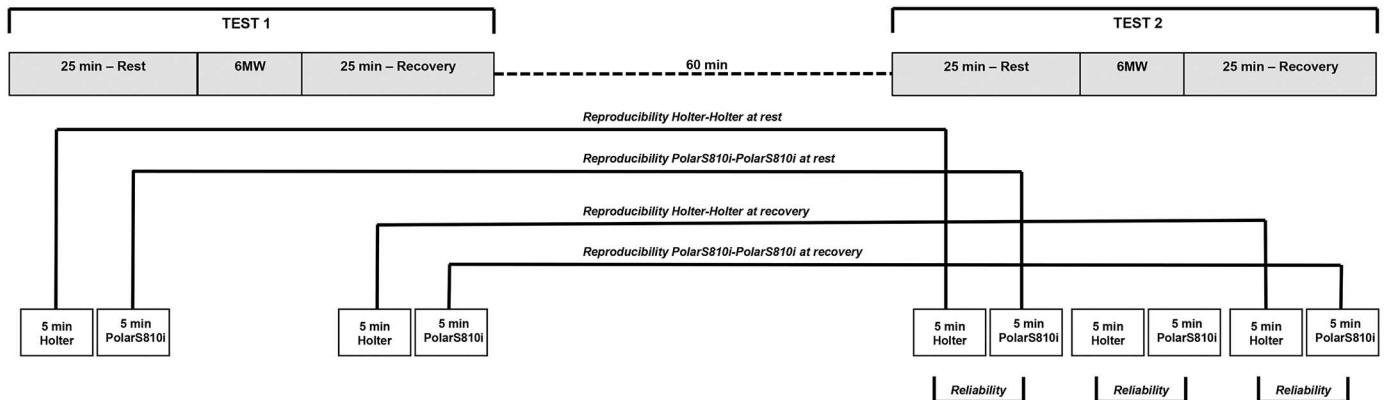 TEST 1
TEST 2
25 min – Rest
6MW
25 min – Recovery
60 min
25 min – Rest
6MW
25 min – Recovery
Reproducibility Holter-Holter at rest
Reproducibility PolarS810i-PolarS810i at rest
Reproducibility Holter-Holter at recovery
Reproducibility PolarS810i-PolarS810i at recovery
5 min
Holter
5 min
PolarS810i
5 min
Holter
5 min
PolarS810i
5 min
Holter
5 min
PolarS810i
5 min
Holter
5 min
PolarS810i
5 min
Holter
5 min
PolarS810i
Reliability
Reliability
Reliability